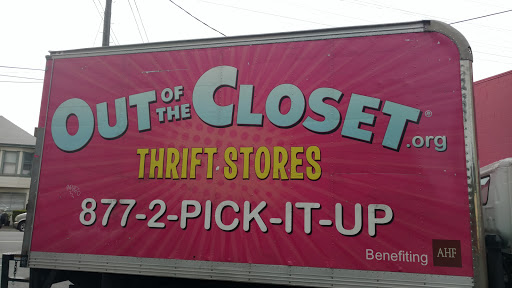 OUT OF THE CLOSET®.org
THRIFT STORES
877-2-PICK-IT-UP
Benefiting AHF